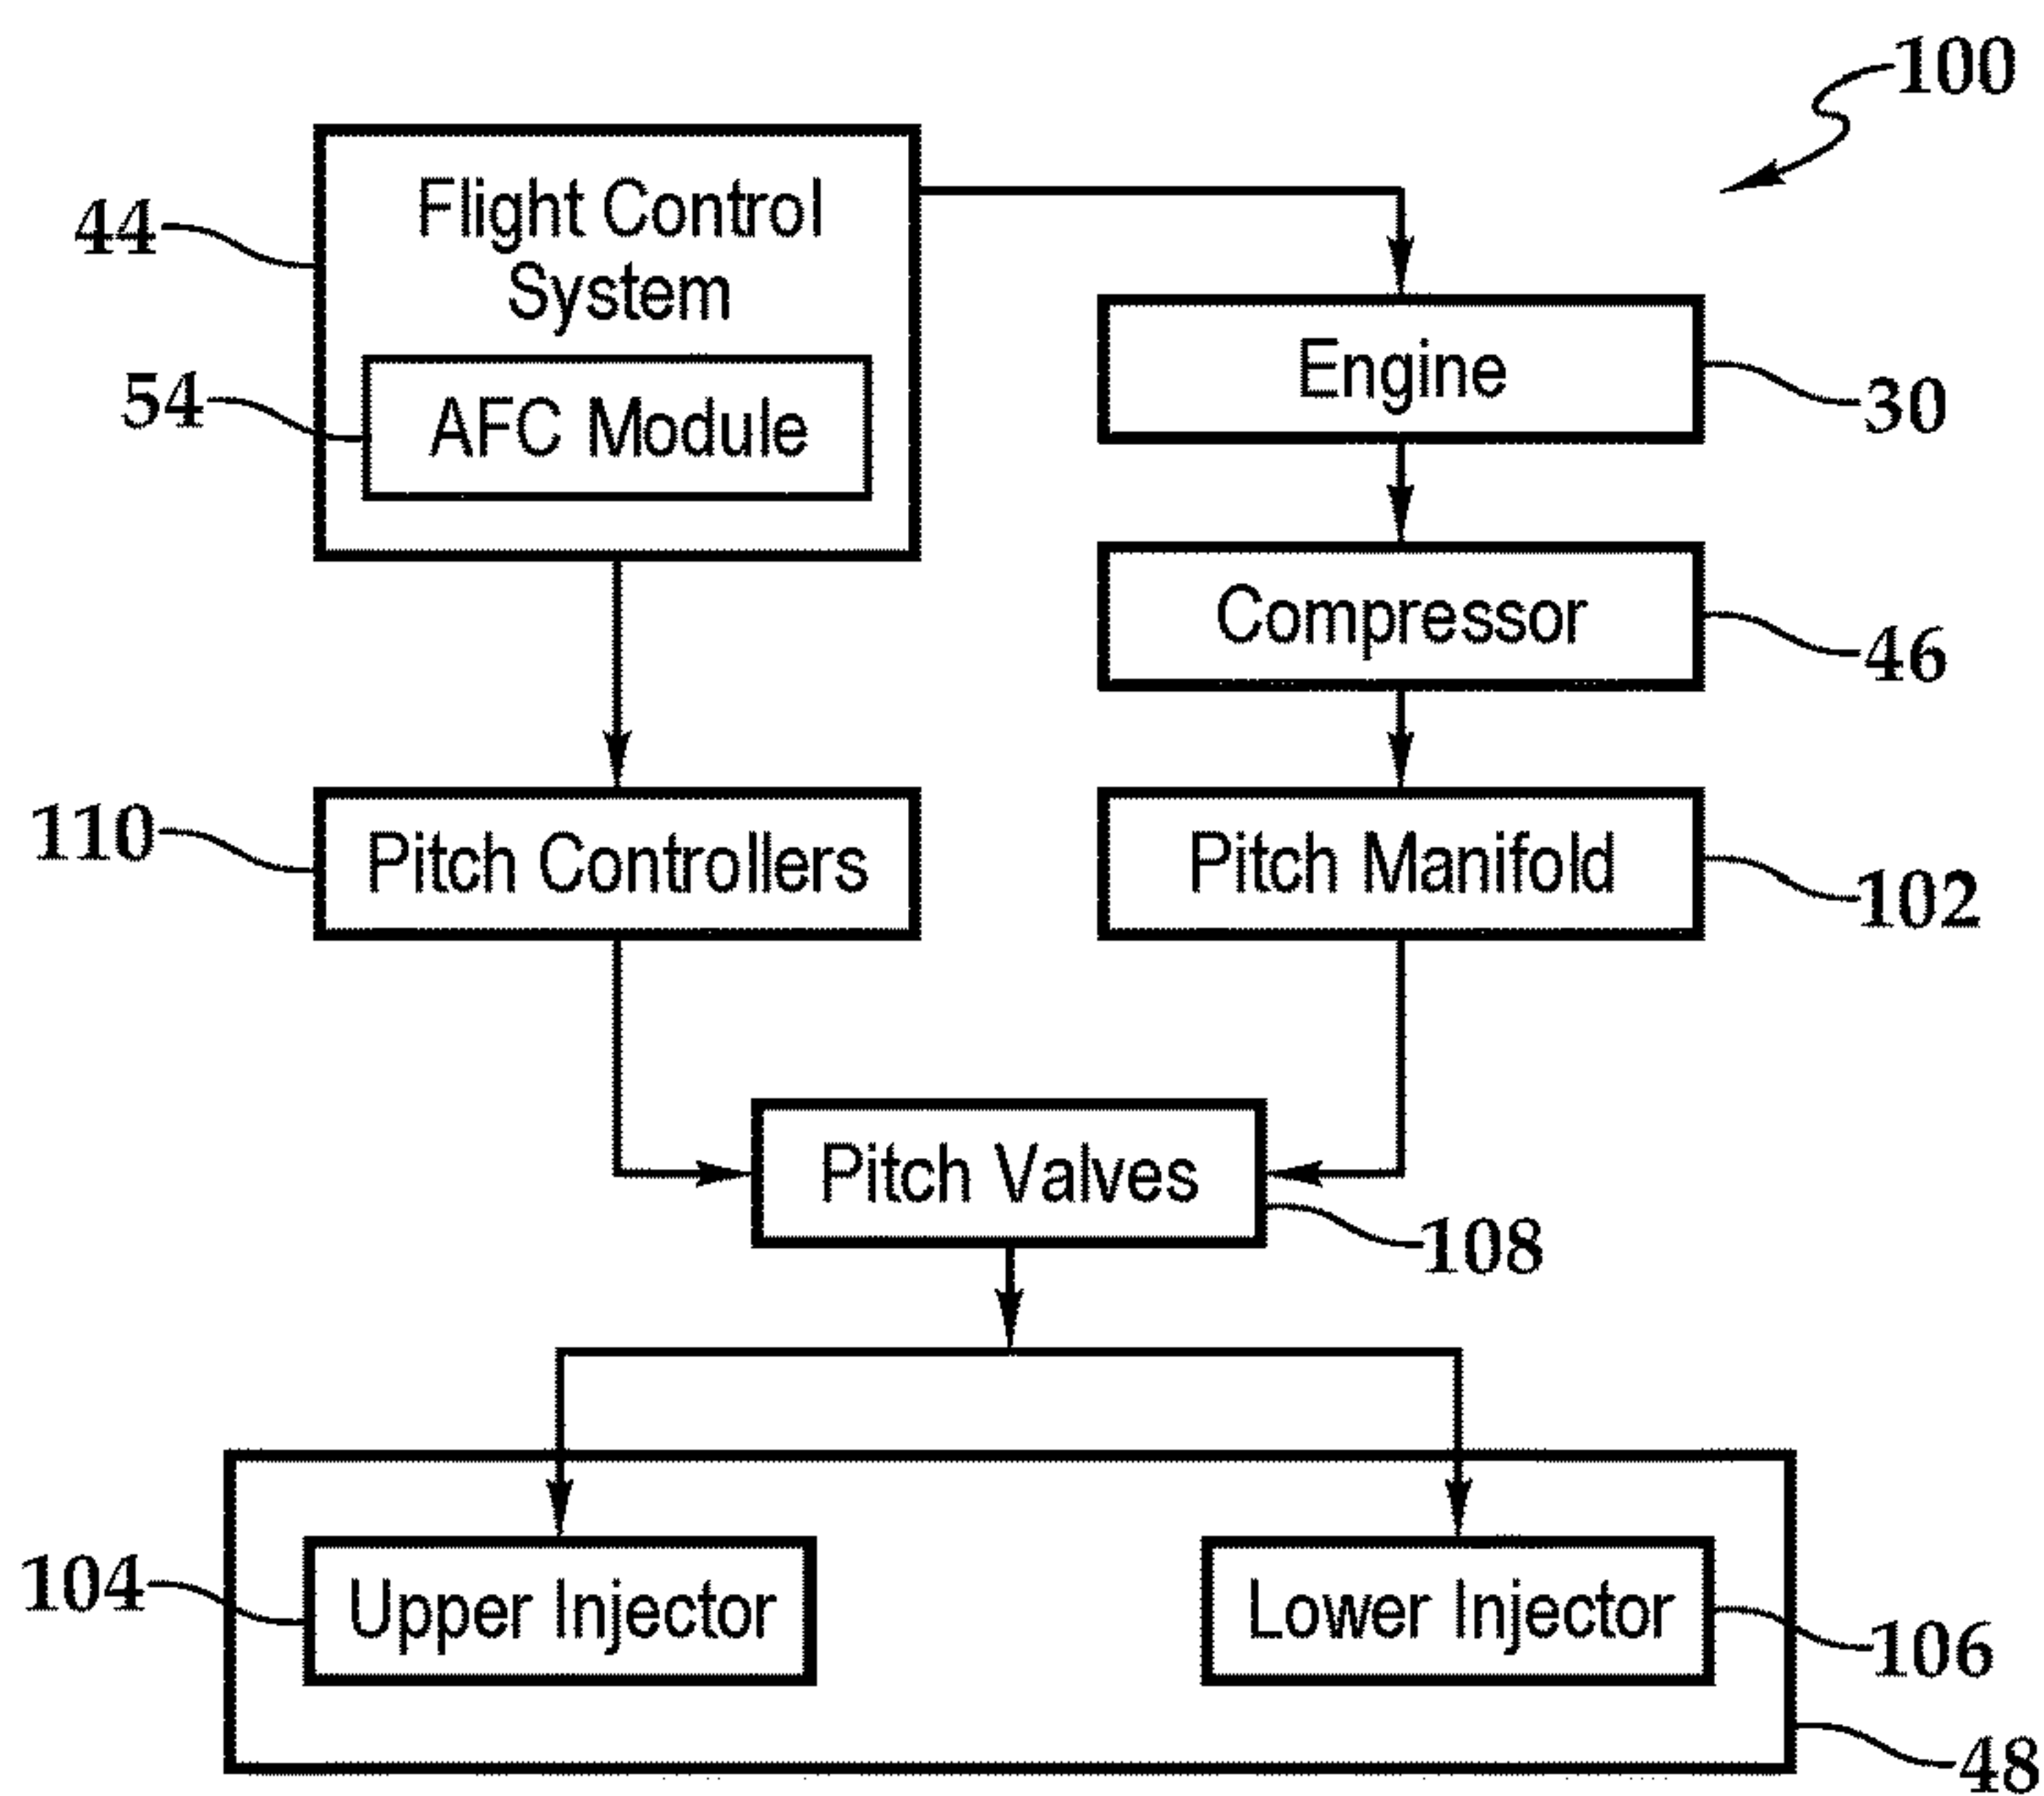 100
Flight Control
System
44
AFC Module
54
Engine
30
Compressor
46
Pitch Controllers
110
Pitch Manifold
102
Pitch Valves
108
Upper Injector
104
Lower Injector
106
48